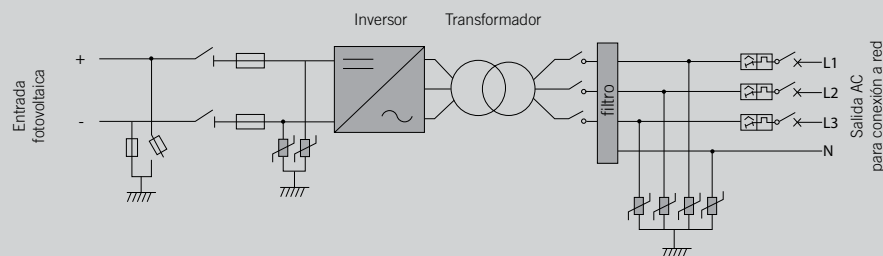 Inversor
Transformador
Entrada
fotovoltaica
+
-
filtro
L1
L2
L3
N
Salida AC
para conexión a red